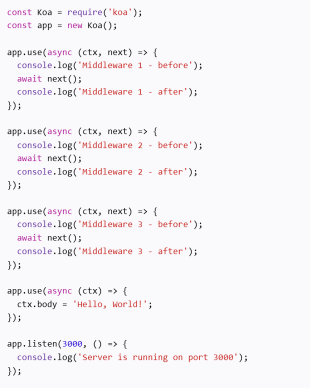 const Koa = require('koa');
const app = new Koa();

app.use(async (ctx, next) => {
  console.log('Middleware 1 - before');
  await next();
  console.log('Middleware 1 - after');
});

app.use(async (ctx, next) => {
  console.log('Middleware 2 - before');
  await next();
  console.log('Middleware 2 - after');
});

app.use(async (ctx, next) => {
  console.log('Middleware 3 - before');
  await next();
  console.log('Middleware 3 - after');
});

app.use(async (ctx) => {
  ctx.body = 'Hello, World!';
});

app.listen(3000, () => {
  console.log('Server is running on port 3000');
});